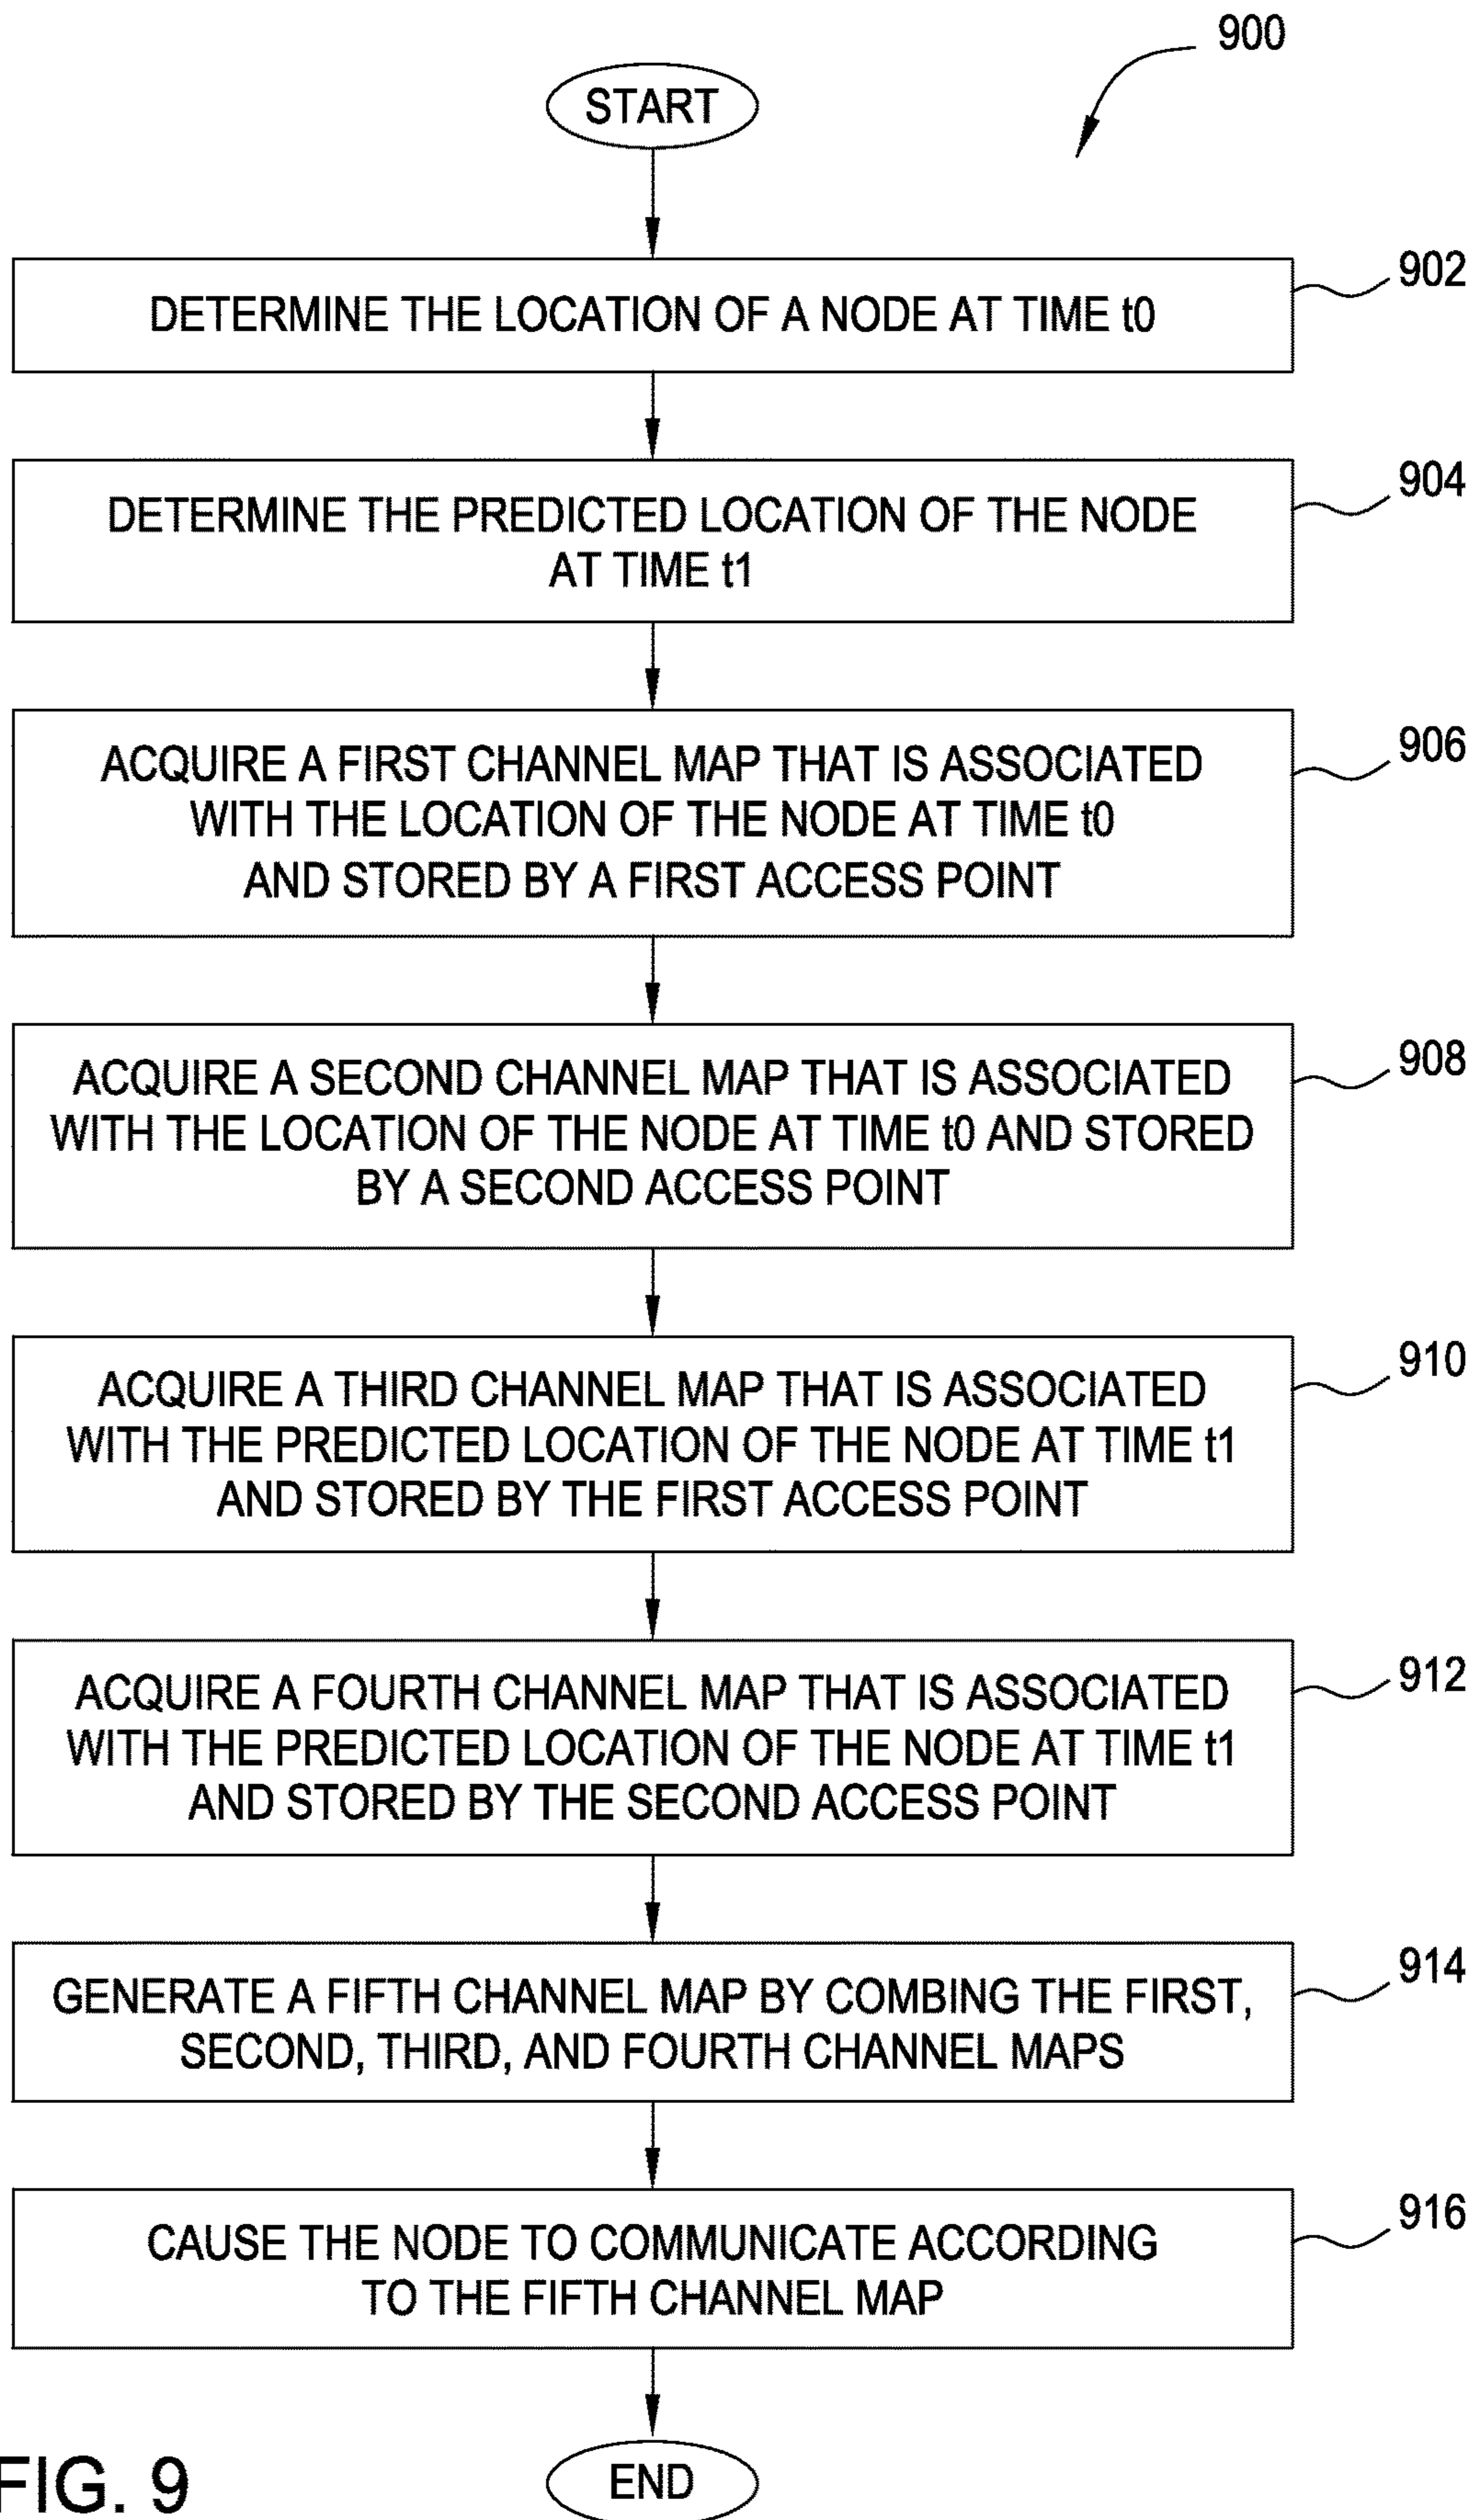 900
START
902
DETERMINE THE LOCATION OF A NODE AT TIME t0
904
DETERMINE THE PREDICTED LOCATION OF THE NODE
AT TIME t1
906
ACQUIRE A FIRST CHANNEL MAP THAT IS ASSOCIATED
WITH THE LOCATION OF THE NODE AT TIME t0
AND STORED BY A FIRST ACCESS POINT
908
ACQUIRE A SECOND CHANNEL MAP THAT IS ASSOCIATED
WITH THE LOCATION OF THE NODE AT TIME t0 AND STORED
BY A SECOND ACCESS POINT
910
ACQUIRE A THIRD CHANNEL MAP THAT IS ASSOCIATED
WITH THE PREDICTED LOCATION OF THE NODE AT TIME t1
AND STORED BY THE FIRST ACCESS POINT
912
ACQUIRE A FOURTH CHANNEL MAP THAT IS ASSOCIATED
WITH THE PREDICTED LOCATION OF THE NODE AT TIME t1
AND STORED BY THE SECOND ACCESS POINT
914
GENERATE A FIFTH CHANNEL MAP BY COMBING THE FIRST,
SECOND, THIRD, AND FOURTH CHANNEL MAPS
916
CAUSE THE NODE TO COMMUNICATE ACCORDING
TO THE FIFTH CHANNEL MAP
END
FIG. 9